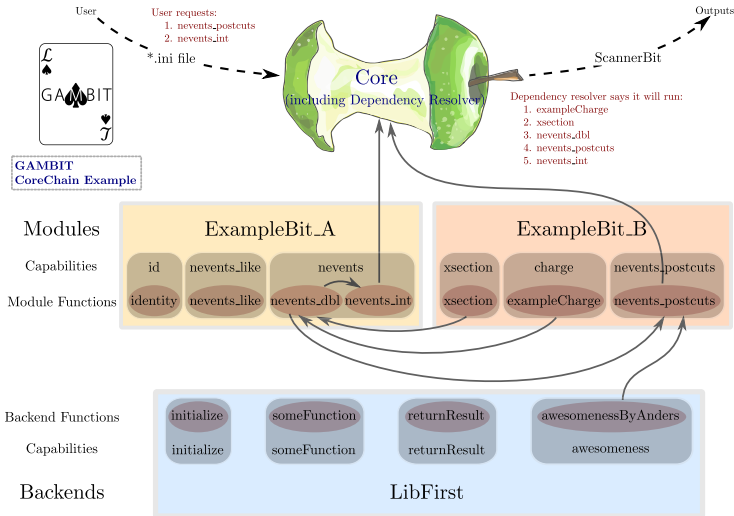 User
Outputs
User requests:
1. nevents_postcuts
2. nevents_int
*.ini file
ScannerBit
ℒ
GAMBIT
ℒ
Core
(including Dependency Resolver)
Dependency resolver says it will run:
1. exampleCharge
2. xsection
3. nevents_dbl
4. nevents_postcuts
5. nevents_int
GAMBIT
CoreChain Example
Modules
ExampleBit_A
ExampleBit_B
Capabilities
id
nevents_like
nevents
xsection
charge
nevents_postcuts
Module Functions
identity
nevents_like
nevents_dbl
nevents_int
xsection
exampleCharge
nevents_postcuts
Backend Functions
initialize
someFunction
returnResult
awesomenessByAnders
Capabilities
initialize
someFunction
returnResult
awesomeness
Backends
LibFirst